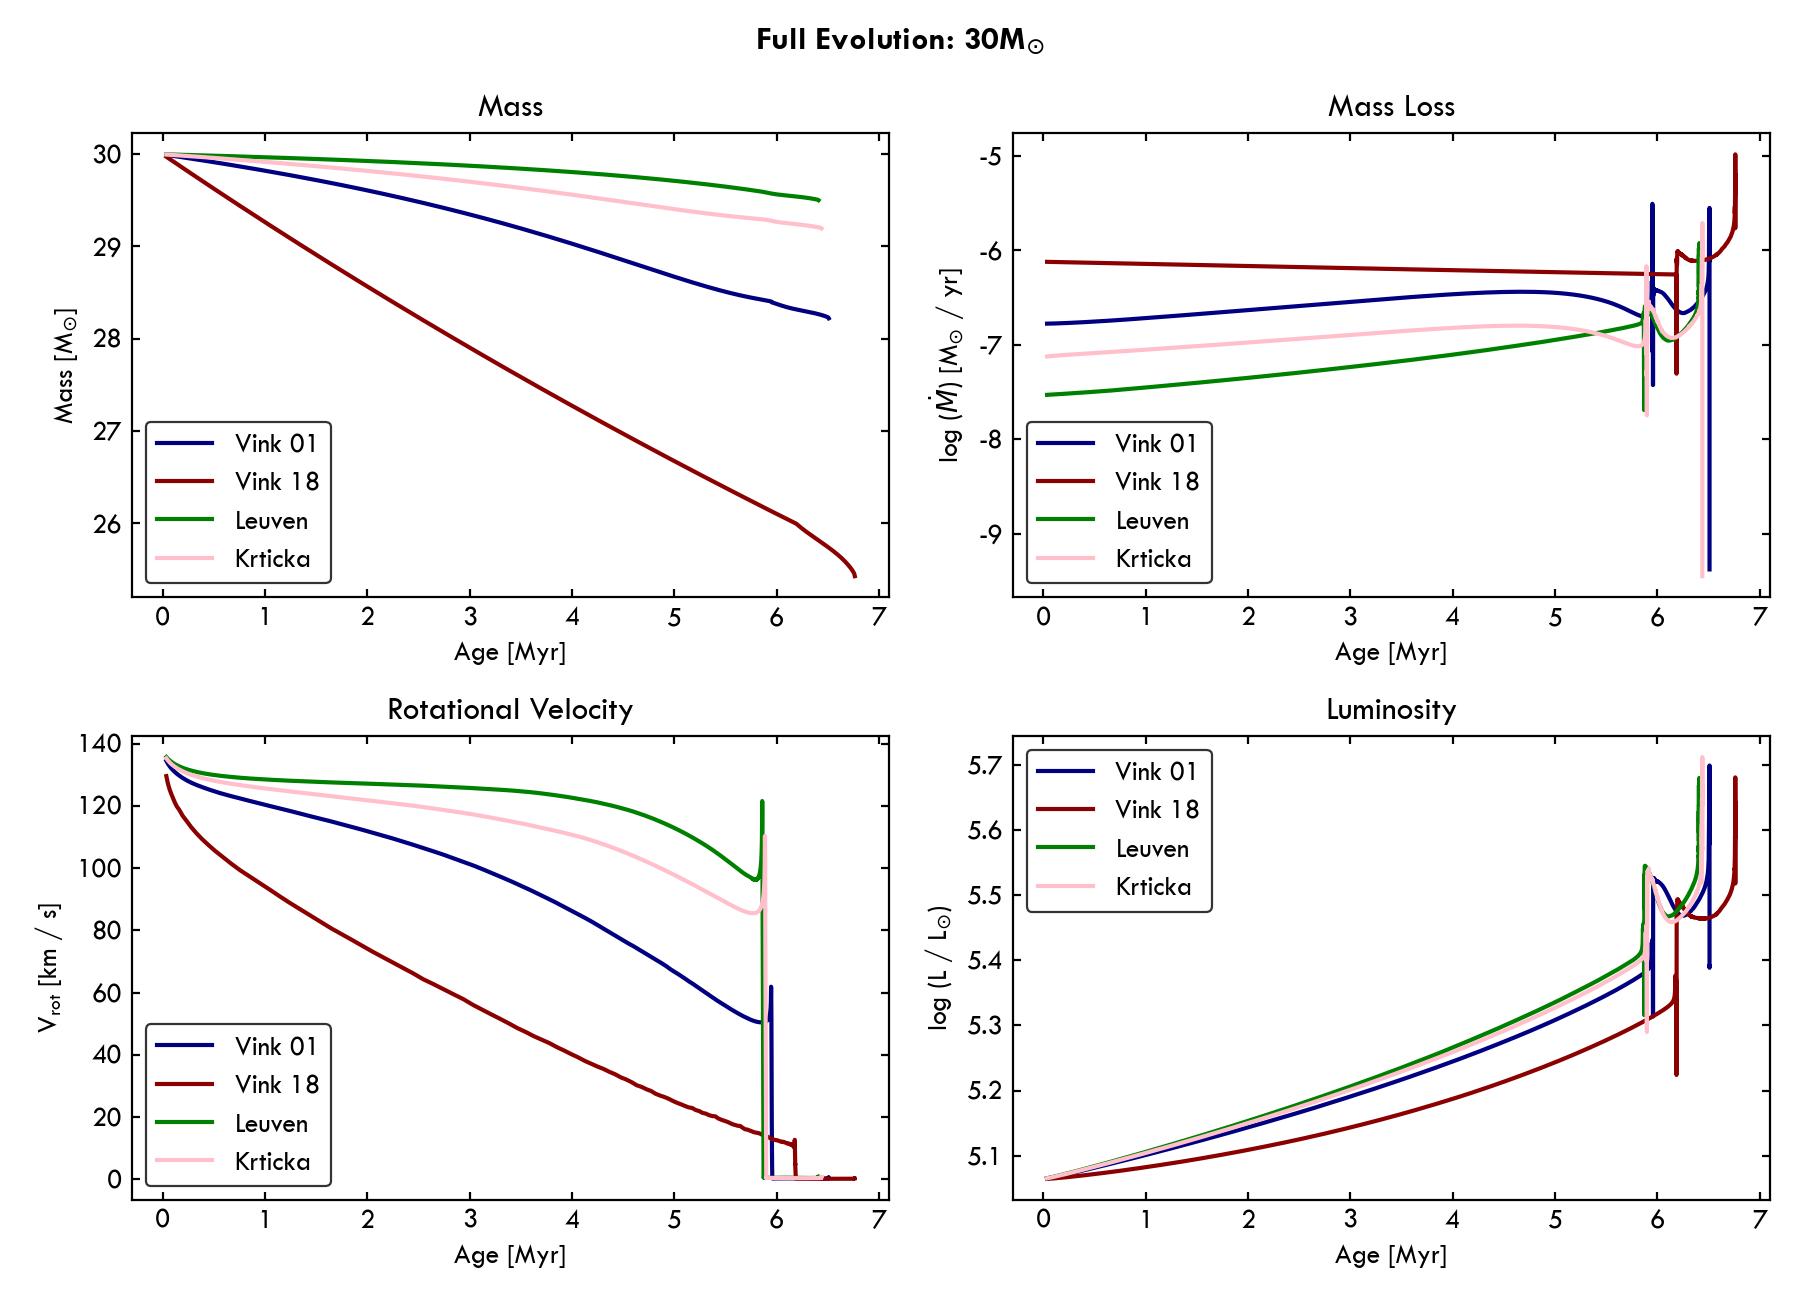 Full Evolution: 30M⊙
Mass
30
29
28
27
26
Mass [M⊙]
Vink 01
Vink 18
Leuven
Krticka
0 1 2 3 4 5 6 7
Age [Myr]
Mass Loss
-5
-6
-7
-8
-9
log (Ṁ) [M⊙ / yr]
Vink 01
Vink 18
Leuven
Krticka
0 1 2 3 4 5 6 7
Age [Myr]
Rotational Velocity
140
120
100
80
60
40
20
0
Vrot [km / s]
Vink 01
Vink 18
Leuven
Krticka
0 1 2 3 4 5 6 7
Age [Myr]
Luminosity
5.7
5.6
5.5
5.4
5.3
5.2
5.1
log (L / L⊙)
Vink 01
Vink 18
Leuven
Krticka
0 1 2 3 4 5 6 7
Age [Myr]